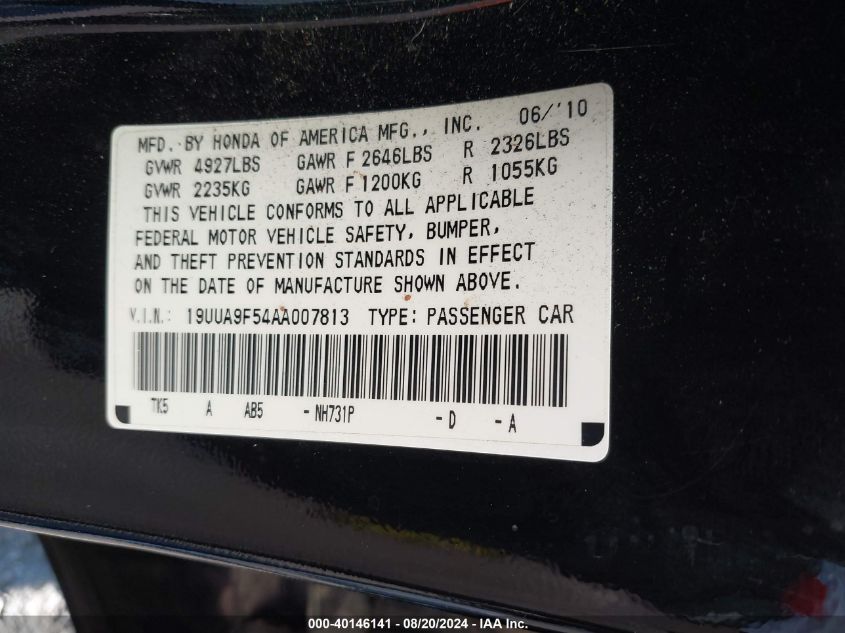 06/'10
MFD. BY HONDA OF AMERICA MFG., INC.
GVWR 4927LBS GAWR F 2646LBS R 2326LBS
GVWR 2235KG GAWR F 1200KG R 1055KG
THIS VEHICLE CONFORMS TO ALL APPLICABLE
FEDERAL MOTOR VEHICLE SAFETY, BUMPER,
AND THEFT PREVENTION STANDARDS IN EFFECT
ON THE DATE OF MANUFACTURE SHOWN ABOVE.
V.I.N.: 19UUA9F54AA007813 TYPE: PASSENGER CAR
TK5 A AB5 - NH731P - D - A
000-40146141 - 08/20/2024 - IAA Inc.